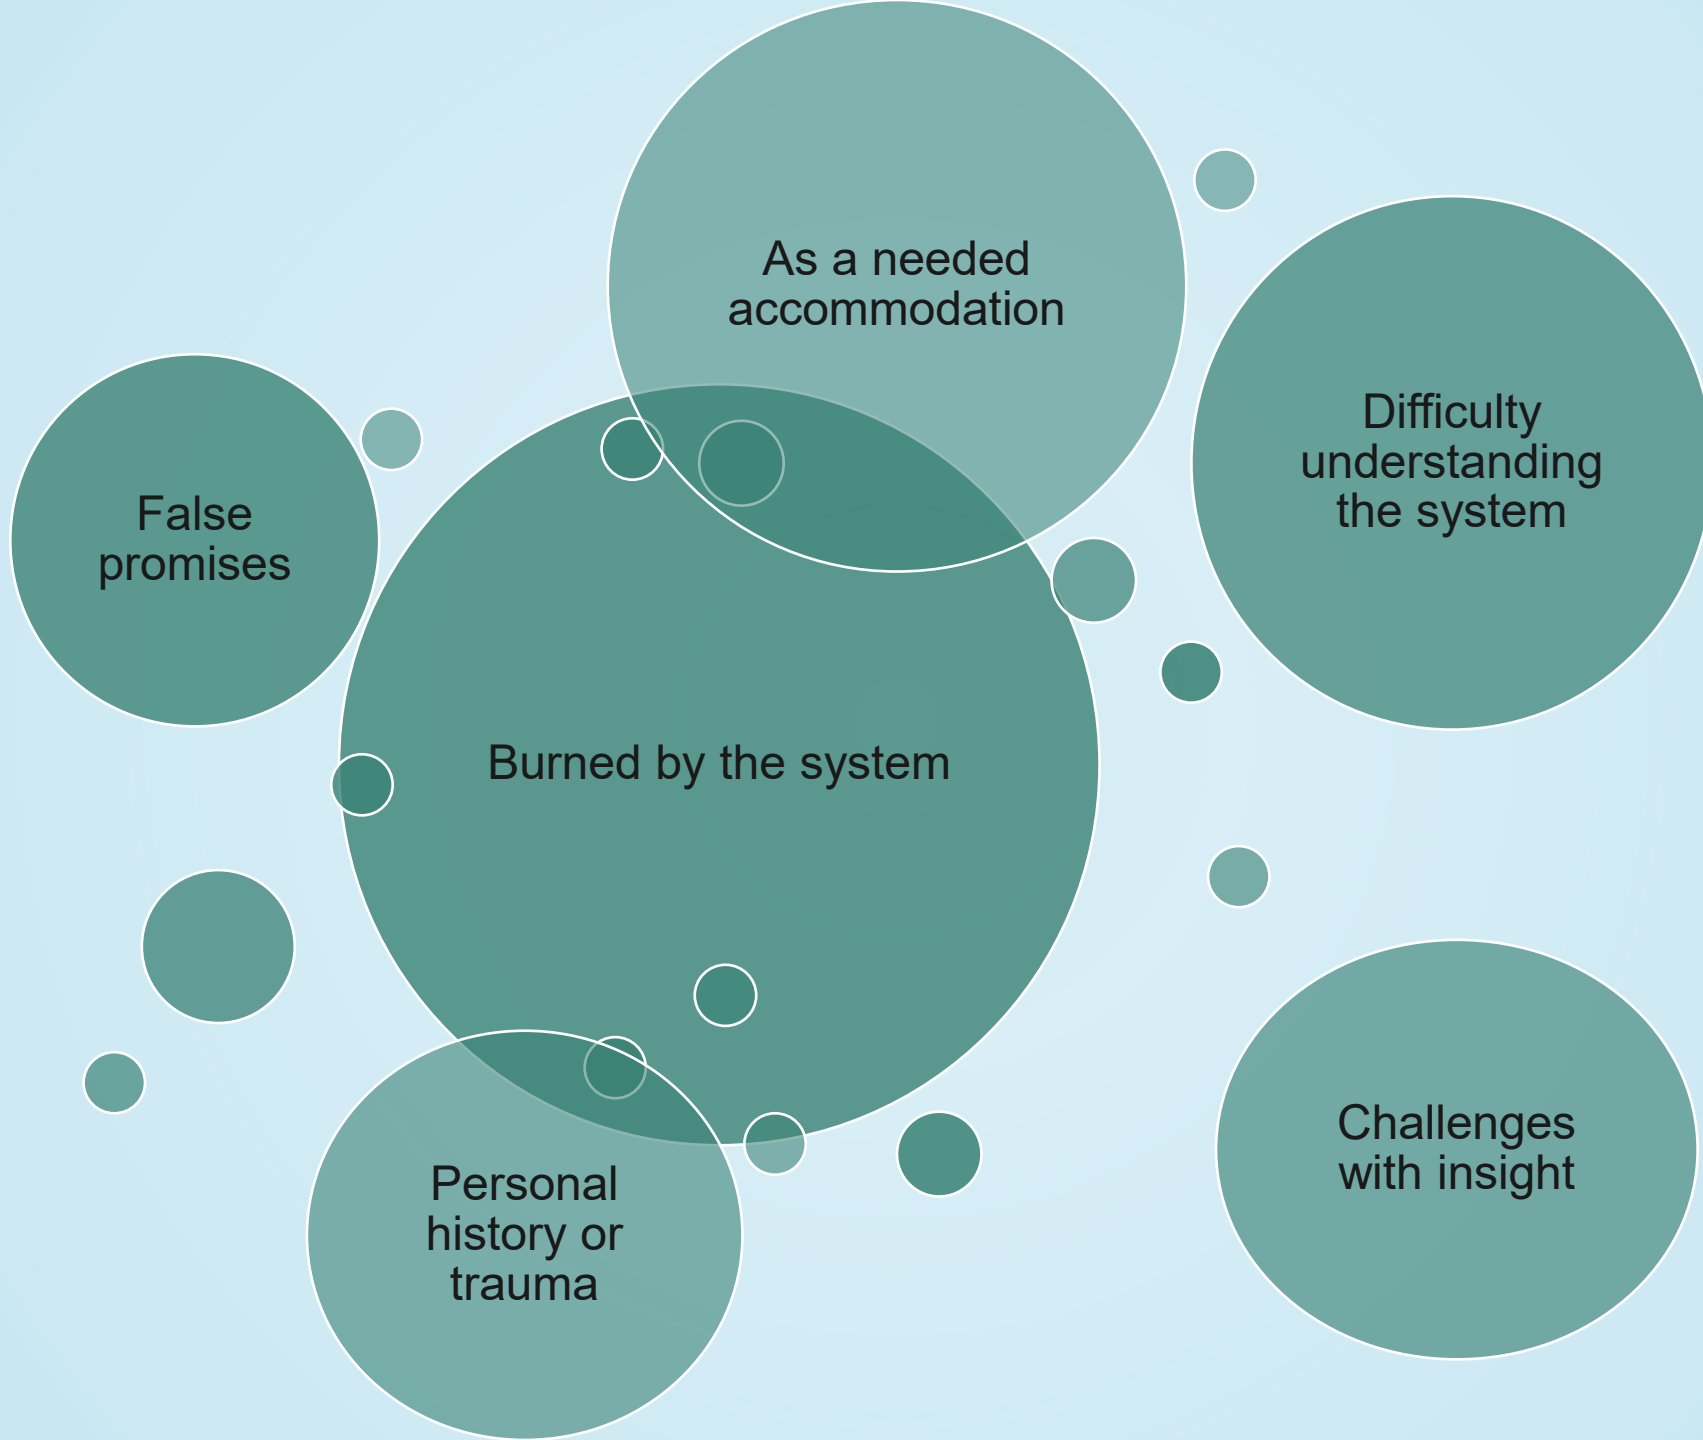 As a needed
accommodation
Difficulty
understanding
the system
False
promises
Burned by the system
Challenges
with insight
Personal
history or
trauma